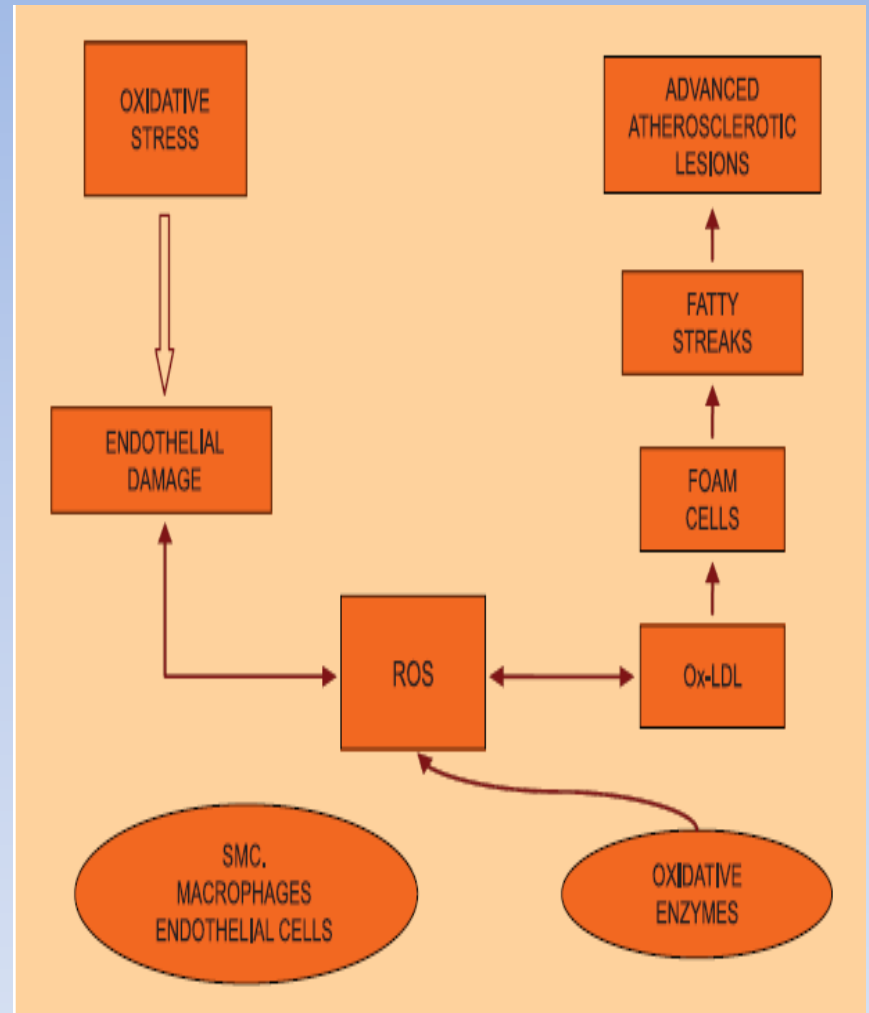 OXIDATIVE
STRESS
ADVANCED
ATHEROSCLEROTIC
LESIONS
FATTY
STREAKS
ENDOTHELIAL
DAMAGE
FOAM
CELLS
ROS
Ox-LDL
SMC.
MACROPHAGES
ENDOTHELIAL CELLS
OXIDATIVE
ENZYMES